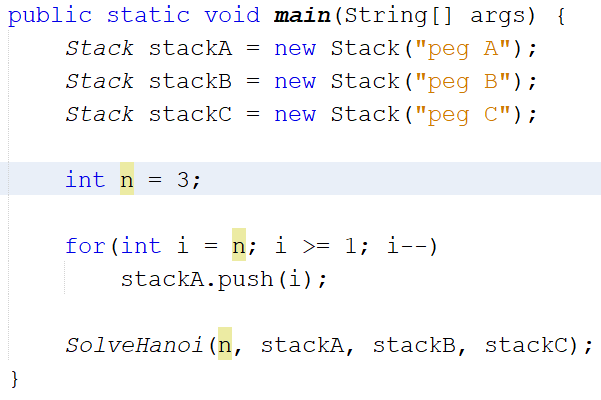 public static void main(String[] args) {
    Stack stackA = new Stack("peg A");
    Stack stackB = new Stack("peg B");
    Stack stackC = new Stack("peg C");
    int n = 3;
    for(int i = n; i >= 1; i--)
        stackA.push(i);
    SolveHanoi(n, stackA, stackB, stackC);
}